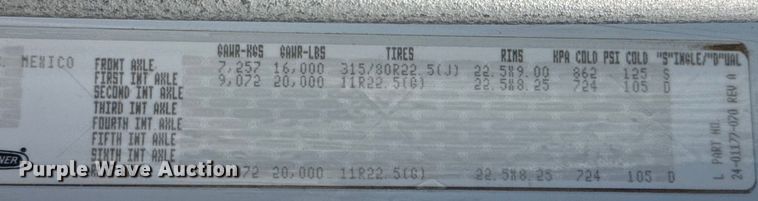 GAWR-KGS GAWR-LBS TIRES RIMS KPA COLD PSI COLD "S"INGLE/"D"UAL
MEXICO FRONT AXLE 7,257 16,000 315/80R22.5(J) 22.5X9.00 862 125 S
FIRST INT AXLE 9,072 20,000 11R22.5(G) 22.5X8.25 724 105 D
SECOND INT AXLE
THIRD INT AXLE
FOURTH INT AXLE
FIFTH INT AXLE
INT AXLE
072 20,000 11R22.5(G) 22.5X8.25 724 105 D
L PART NO.
24-01177-070 REV A
Purple Wave Auction